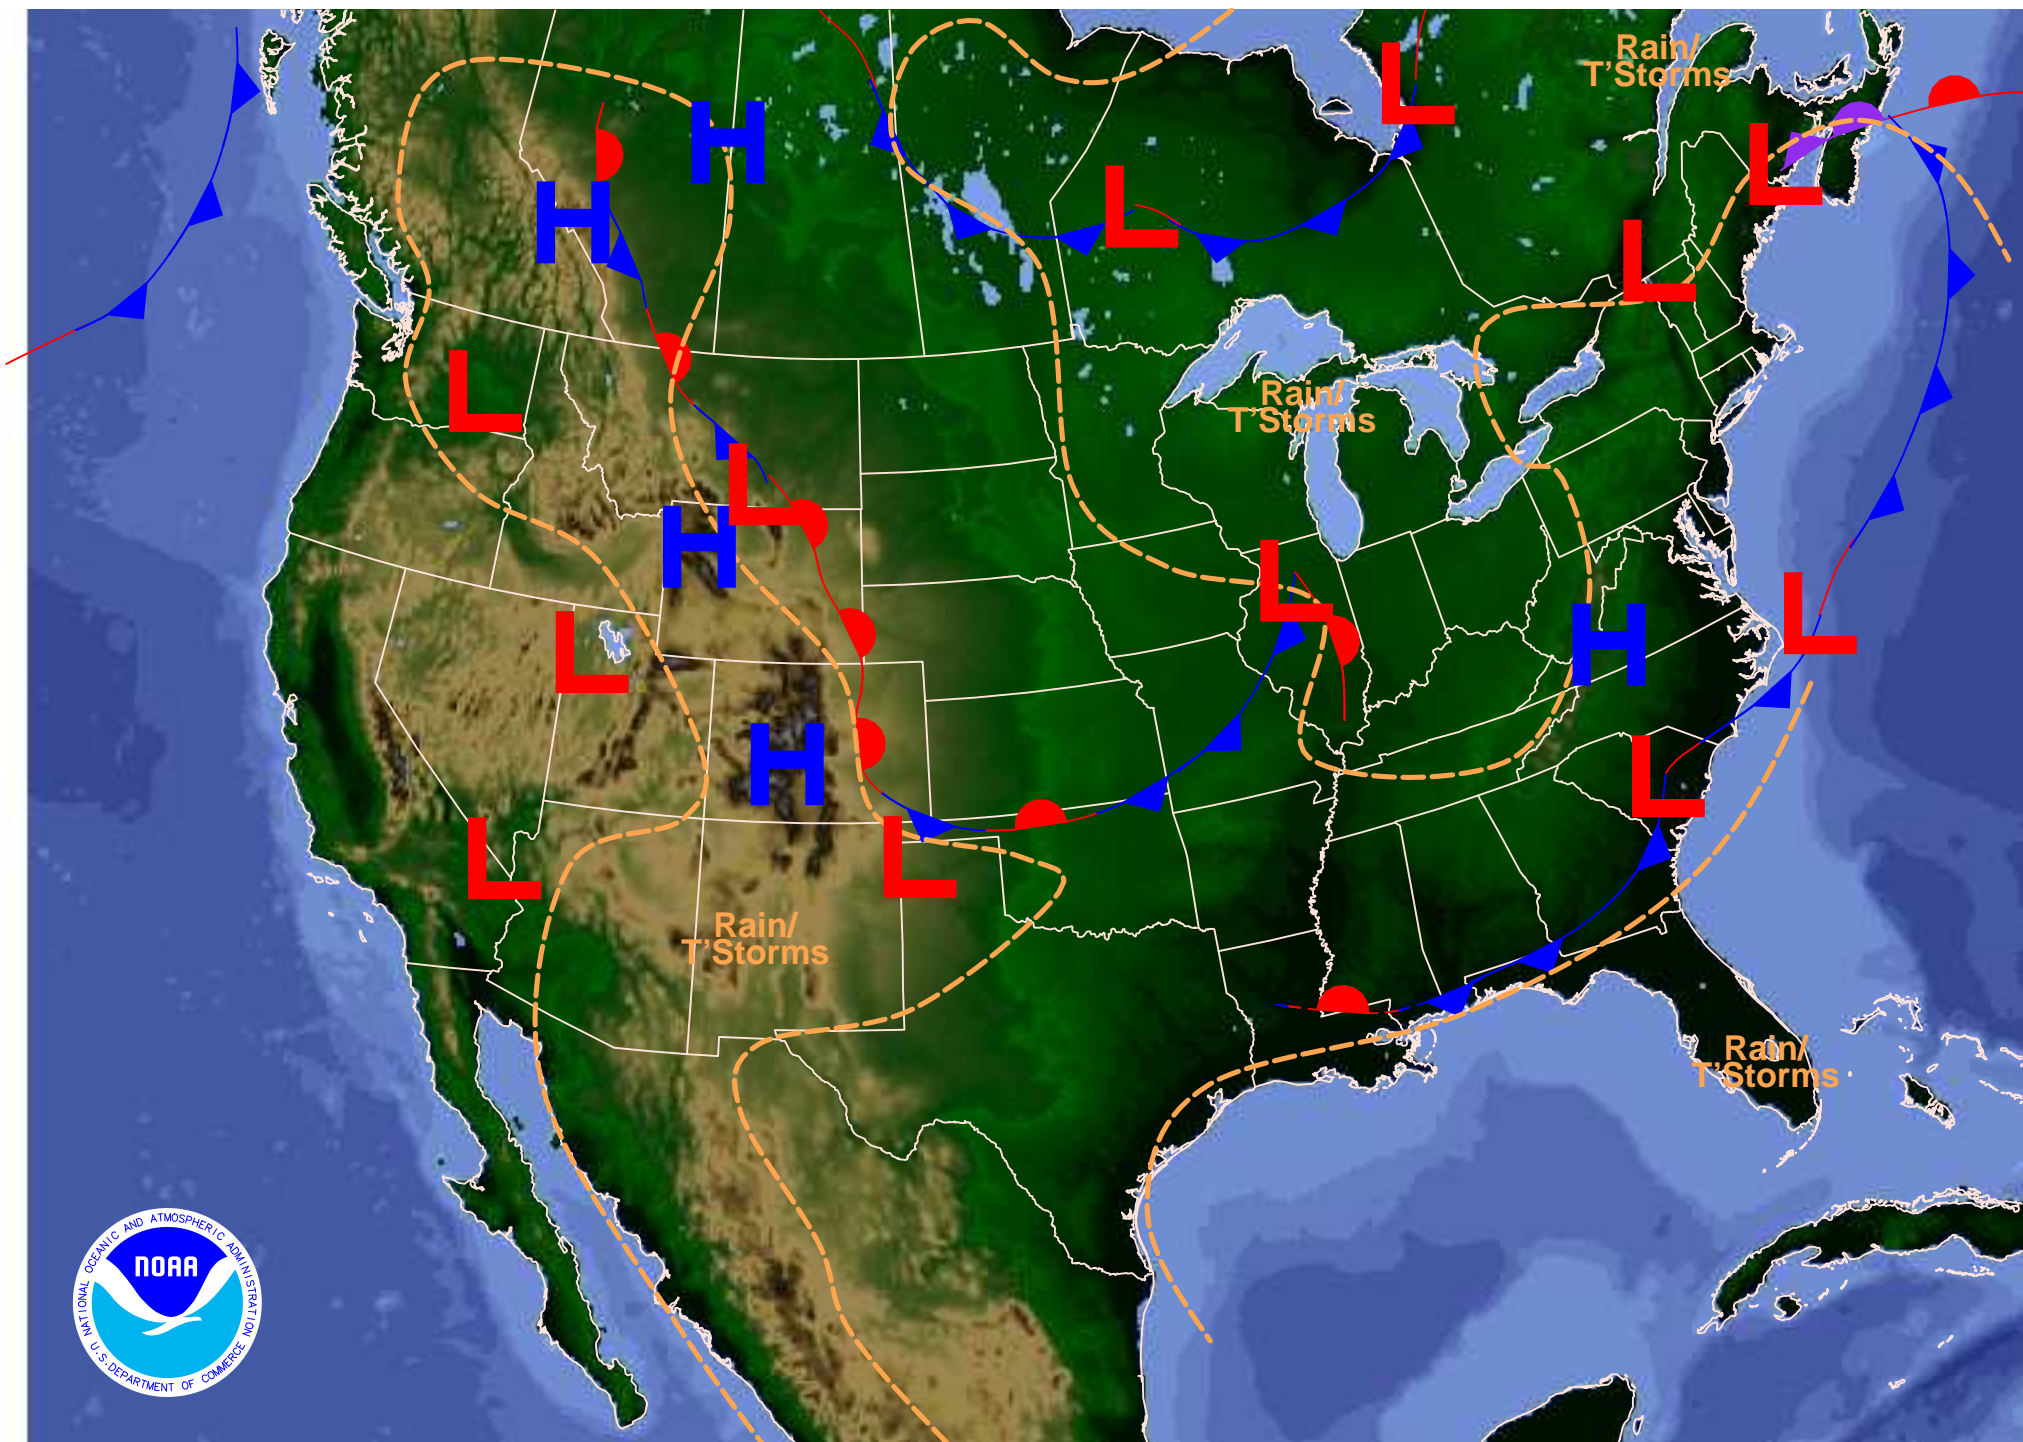 Rain/
T'Storms
L
H
L
L
H
L
L
L
Rain/
T'Storms
L
H
L
L
H
L
H
L
L
L
Rain/
T'Storms
Rain/
T'Storms
NATIONAL OCEANIC AND ATMOSPHERIC ADMINISTRATION
NOAA
U.S. DEPARTMENT OF COMMERCE